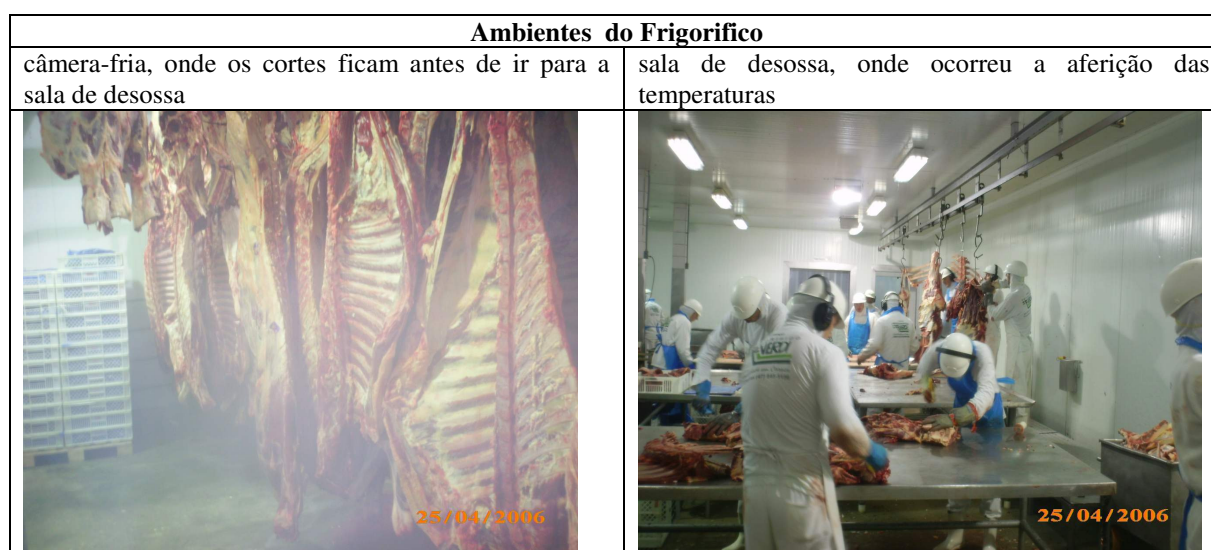 Ambientes do Frigorifico
câmera-fria, onde os cortes ficam antes de ir para a
sala de desossa
sala de desossa, onde ocorreu a aferição das
temperaturas
25/04/2006
25/04/2006